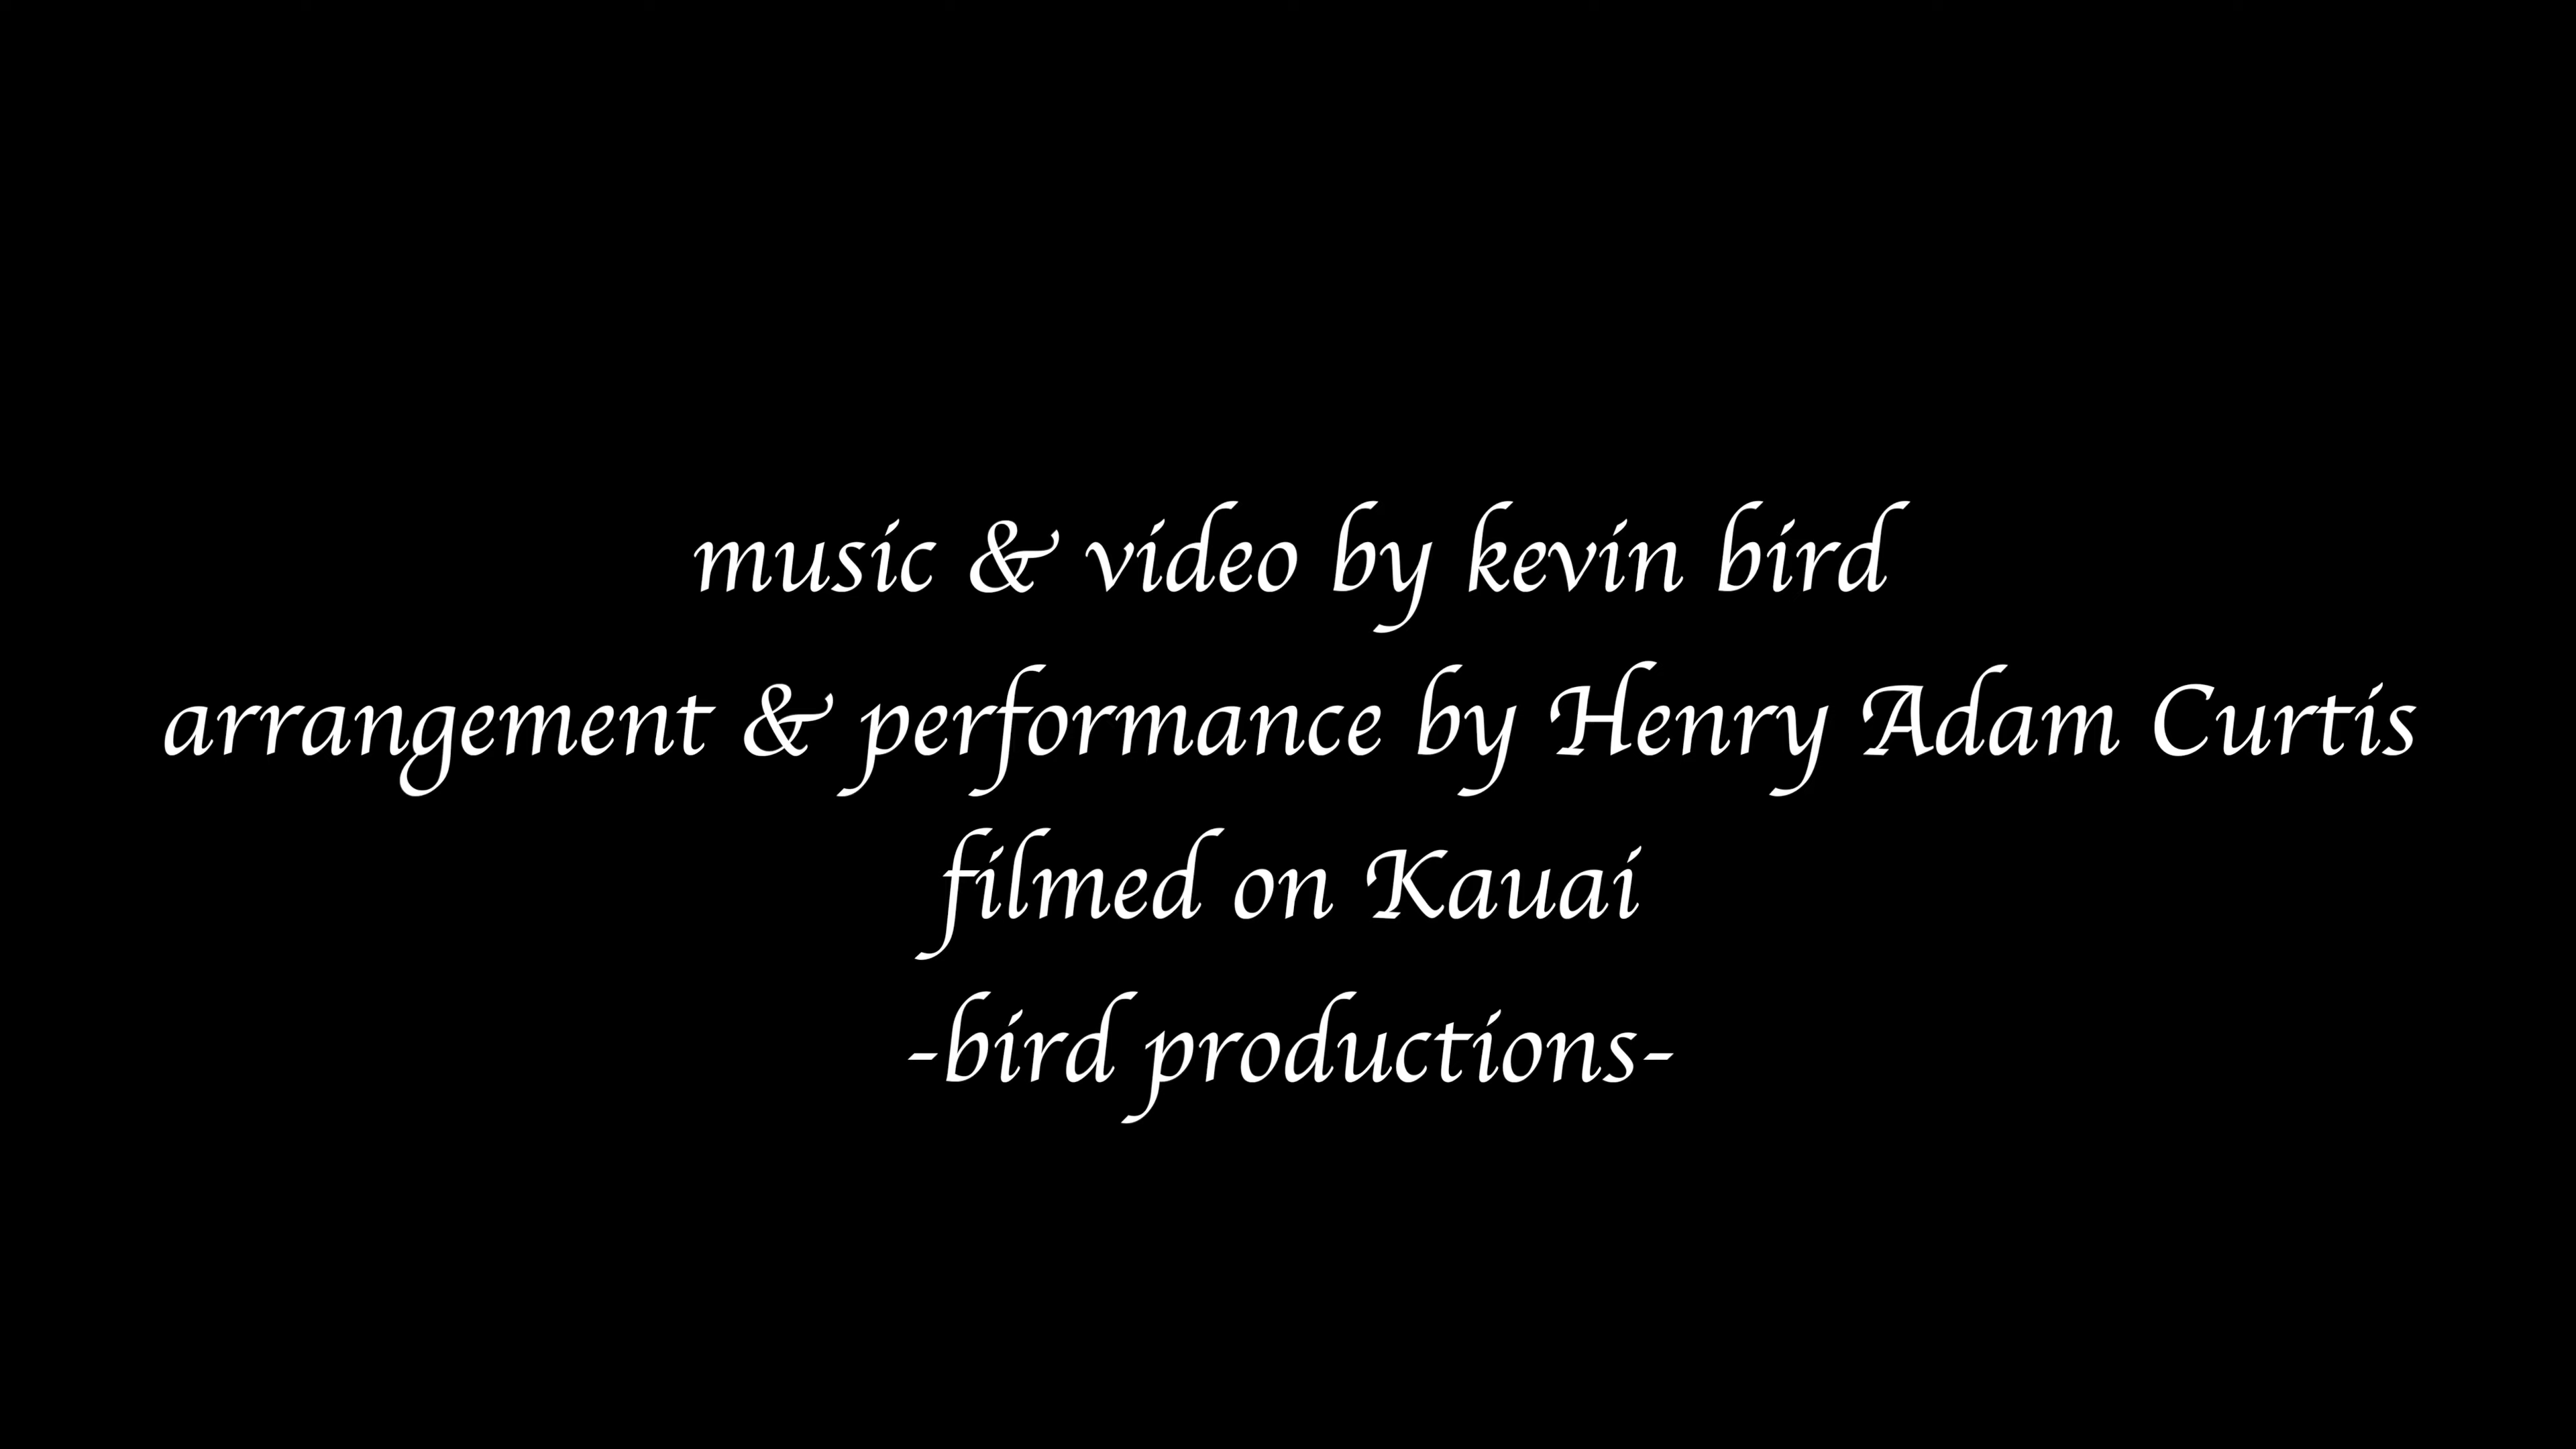 music & video by kevin bird
arrangement & performance by Henry Adam Curtis
filmed on Kauai
-bird productions-